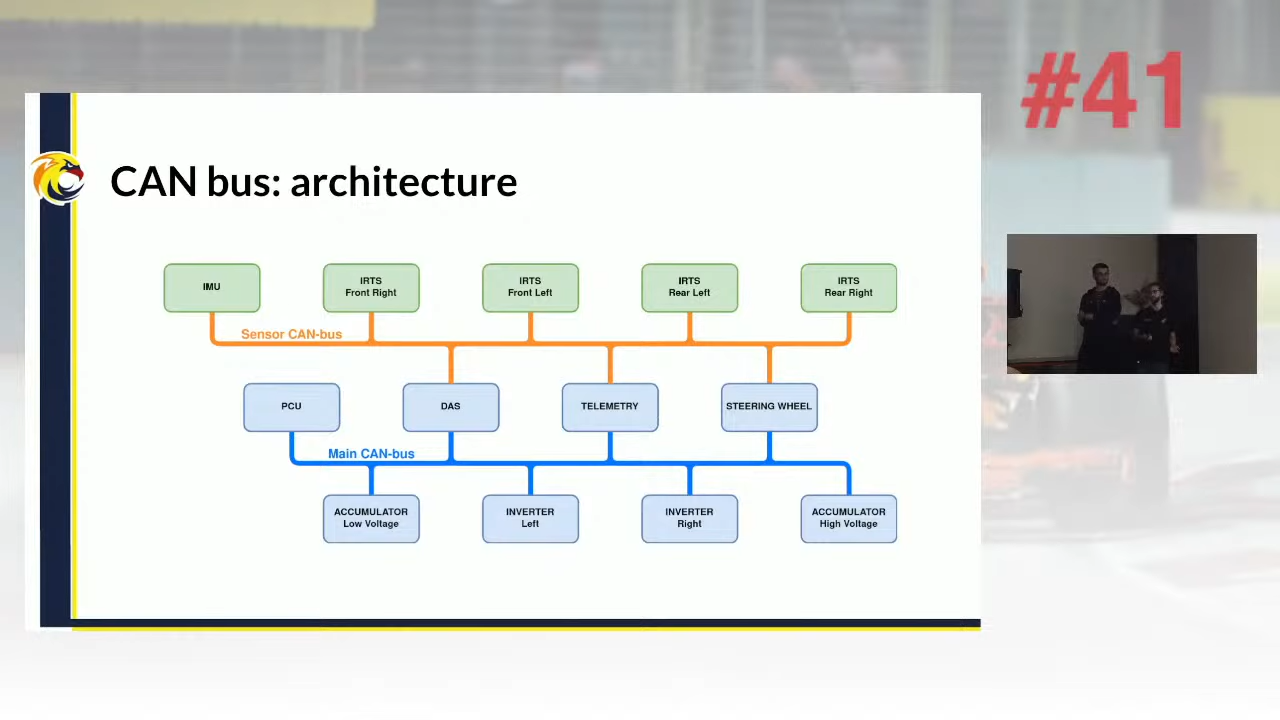 #41
CAN bus: architecture
IMU
IRTS
Front Right
IRTS
Front Left
IRTS
Rear Left
IRTS
Rear Right
Sensor CAN-bus
PCU
DAS
TELEMETRY
STEERING WHEEL
Main CAN-bus
ACCUMULATOR
Low Voltage
INVERTER
Left
INVERTER
Right
ACCUMULATOR
High Voltage